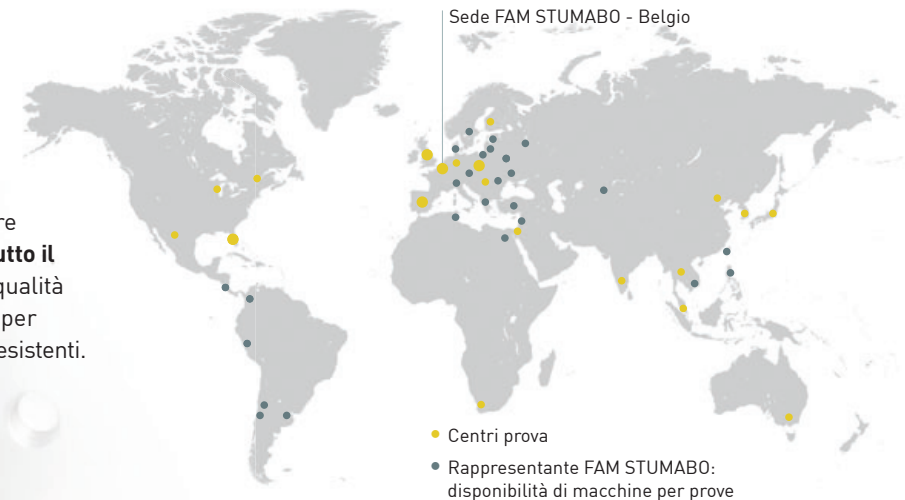 Sede FAM STUMABO - Belgio
re
utto il
qualità
per
esistenti.
Centri prova
Rappresentante FAM STUMABO:
disponibilità di macchine per prove